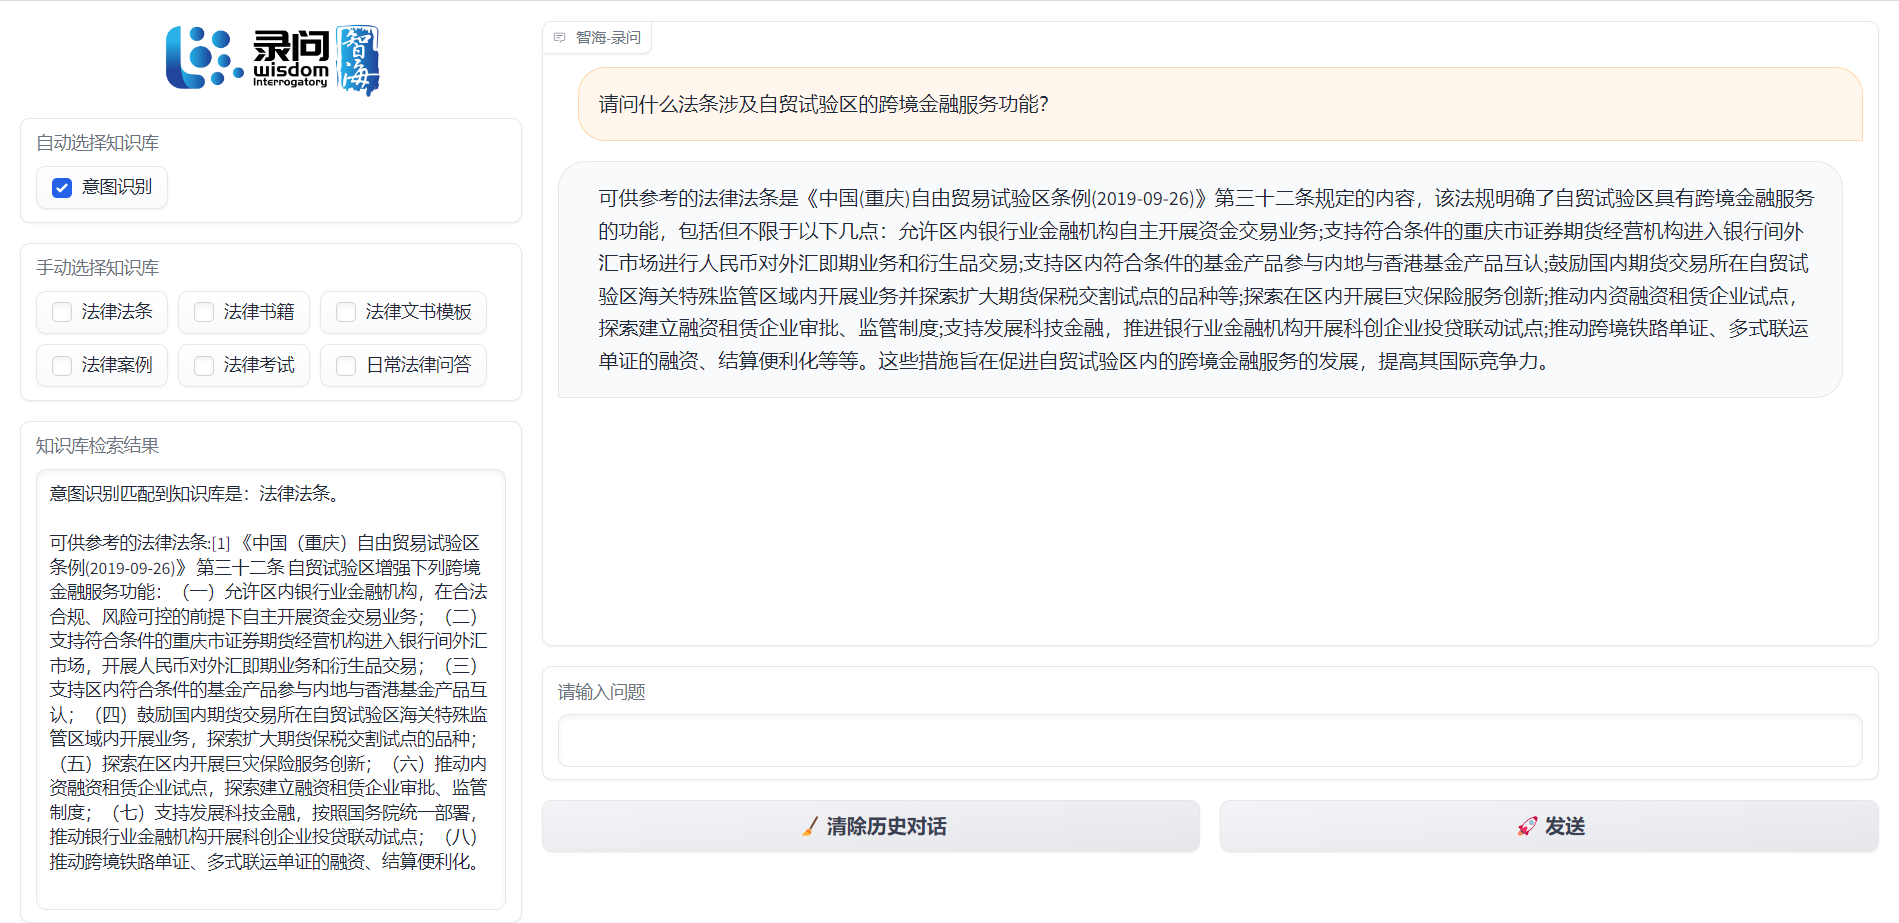 录问
wisdom
Interrogatory
智海
自动选择知识库
意图识别
手动选择知识库
法律法条
法律书籍
法律文书模板
法律案例
法律考试
日常法律问答
知识库检索结果
意图识别匹配到知识库是：法律法条。
可供参考的法律法条:[1] 《中国（重庆）自由贸易试验区
条例(2019-09-26)》 第三十二条 自贸试验区增强下列跨境
金融服务功能：（一）允许区内银行业金融机构，在合法
合规、风险可控的前提下自主开展资金交易业务；（二）
支持符合条件的重庆市证券期货经营机构进入银行间外汇
市场，开展人民币对外汇即期业务和衍生品交易；（三）
支持区内符合条件的基金产品参与内地与香港基金产品互
认；（四）鼓励国内期货交易所在自贸试验区海关特殊监
管区域内开展业务，探索扩大期货保税交割试点的品种；
（五）探索在区内开展巨灾保险服务创新；（六）推动内
资融资租赁企业试点，探索建立融资租赁企业审批、监管
制度；（七）支持发展科技金融，按照国务院统一部署，
推动银行业金融机构开展科创企业投贷联动试点；（八）
推动跨境铁路单证、多式联运单证的融资、结算便利化。
智海-录问
请问什么法条涉及自贸试验区的跨境金融服务功能？
可供参考的法律法条是《中国(重庆)自由贸易试验区条例(2019-09-26)》第三十二条规定的内容，该法规明确了自贸试验区具有跨境金融服务
的功能，包括但不限于以下几点：允许区内银行业金融机构自主开展资金交易业务;支持符合条件的重庆市证券期货经营机构进入银行间外
汇市场进行人民币对外汇即期业务和衍生品交易;支持区内符合条件的基金产品参与内地与香港基金产品互认;鼓励国内期货交易所在自贸试
验区海关特殊监管区域内开展业务并探索扩大期货保税交割试点的品种等;探索在区内开展巨灾保险服务创新;推动内资融资租赁企业试点，
探索建立融资租赁企业审批、监管制度;支持发展科技金融，推进银行业金融机构开展科创企业投贷联动试点;推动跨境铁路单证、多式联运
单证的融资、结算便利化等等。这些措施旨在促进自贸试验区内的跨境金融服务的发展，提高其国际竞争力。
请输入问题
清除历史对话
发送